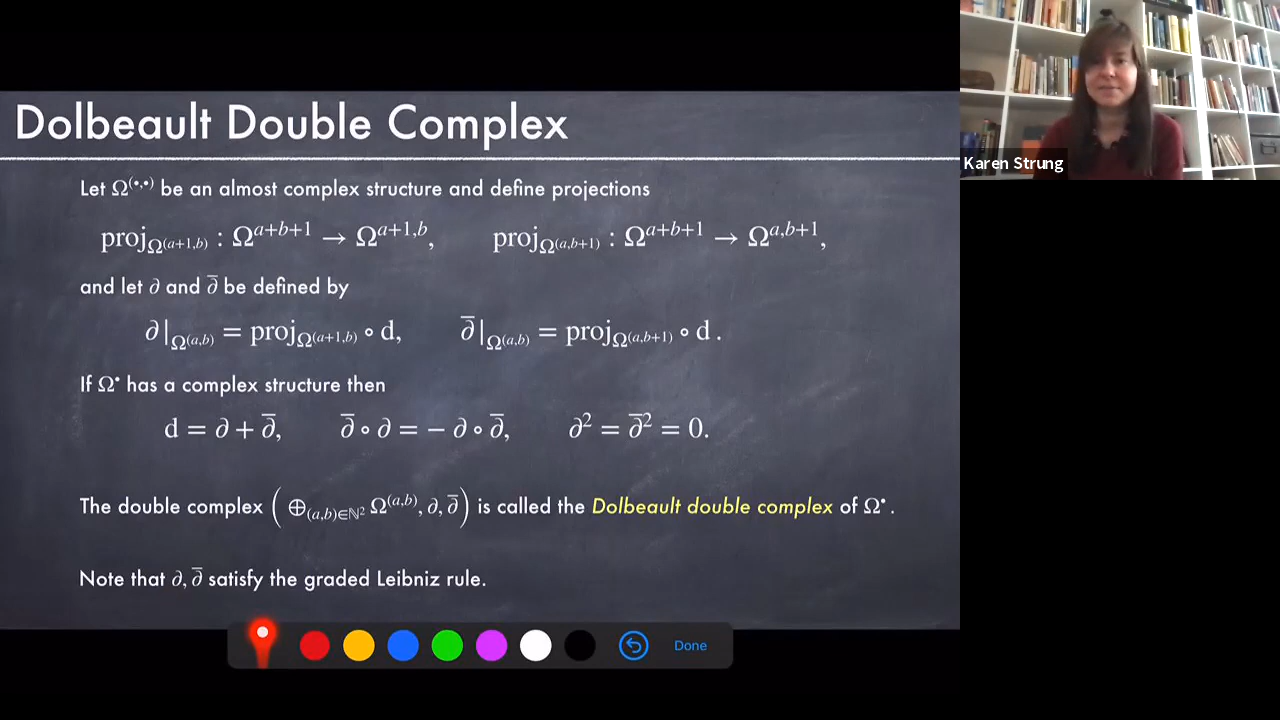 Dolbeault Double Complex
Let Ω^(•,•) be an almost complex structure and define projections
proj_Ω^(a+1,b) : Ω^{a+b+1} → Ω^{a+1,b}, proj_Ω^(a,b+1) : Ω^{a+b+1} → Ω^{a,b+1},
and let ∂ and ∂̅ be defined by
∂|_Ω^(a,b) = proj_Ω^(a+1,b) ∘ d, ∂̅|_Ω^(a,b) = proj_Ω^(a,b+1) ∘ d .
If Ω^• has a complex structure then
d = ∂ + ∂̅, ∂̅ ∘ ∂ = − ∂ ∘ ∂̅, ∂² = ∂̅² = 0.
The double complex ( ⊕_{(a,b)∈ℕ²} Ω^(a,b), ∂, ∂̅ ) is called the Dolbeault double complex of Ω^• .
Note that ∂, ∂̅ satisfy the graded Leibniz rule.
Done
Karen Strung